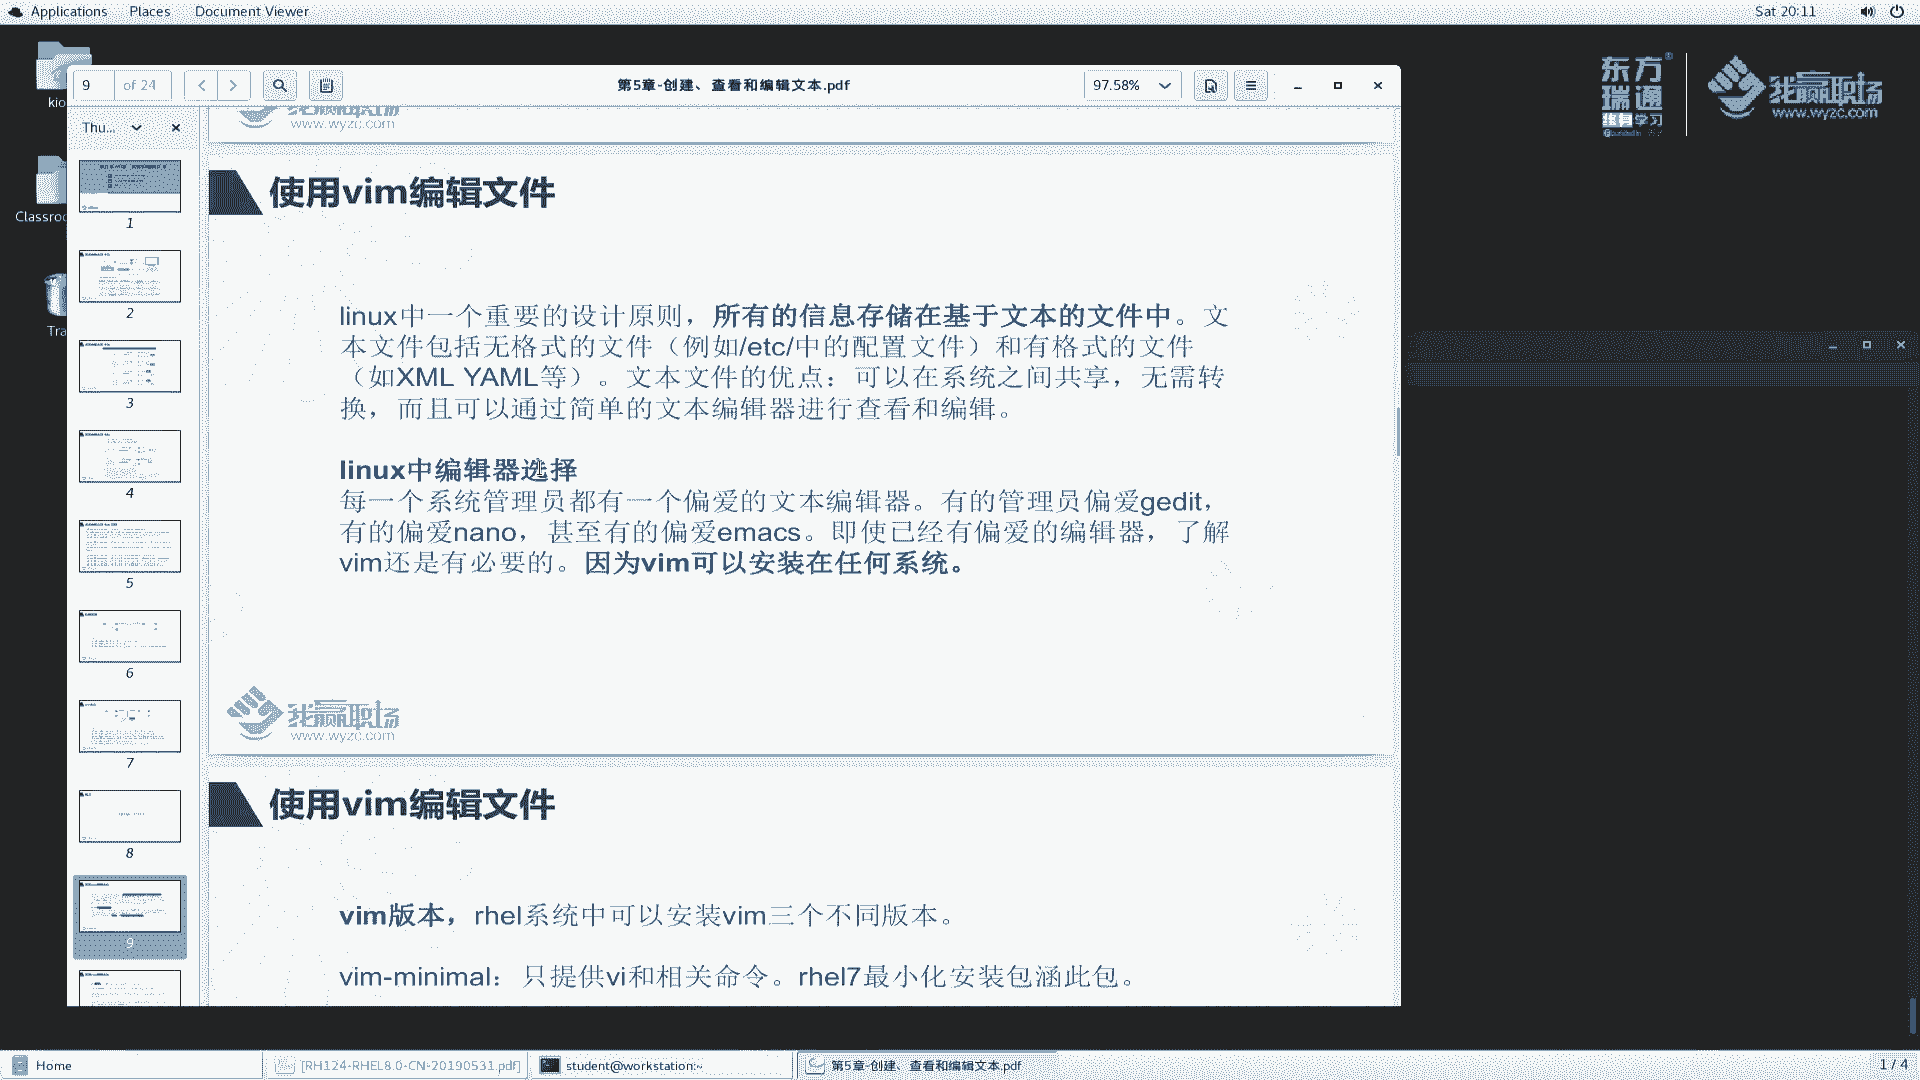 Applications Places Document Viewer Sat 20:11
kio
Classroo
Tra
9 of 24 第5章-创建、查看和编辑文本.pdf 97.58%
Thu...
1
2
3
4
5
6
7
8
9
www.wyzc.com
使用vim编辑文件
linux中一个重要的设计原则，所有的信息存储在基于文本的文件中。文
本文件包括无格式的文件（例如/etc/中的配置文件）和有格式的文件
（如XML YAML等）。文本文件的优点：可以在系统之间共享，无需转
换，而且可以通过简单的文本编辑器进行查看和编辑。
linux中编辑器选择
每一个系统管理员都有一个偏爱的文本编辑器。有的管理员偏爱gedit，
有的偏爱nano，甚至有的偏爱emacs。即使已经有偏爱的编辑器，了解
vim还是有必要的。因为vim可以安装在任何系统。
我赢职场
www.wyzc.com
使用vim编辑文件
vim版本，rhel系统中可以安装vim三个不同版本。
vim-minimal：只提供vi和相关命令。rhel7最小化安装包涵此包。
东方
瑞通
终身学习
我赢职场
www.wyzc.com
Home [RH124-RHEL8.0-CN-20190531.pdf] student@workstation:~ 第5章-创建、查看和编辑文本.pdf 1 / 4